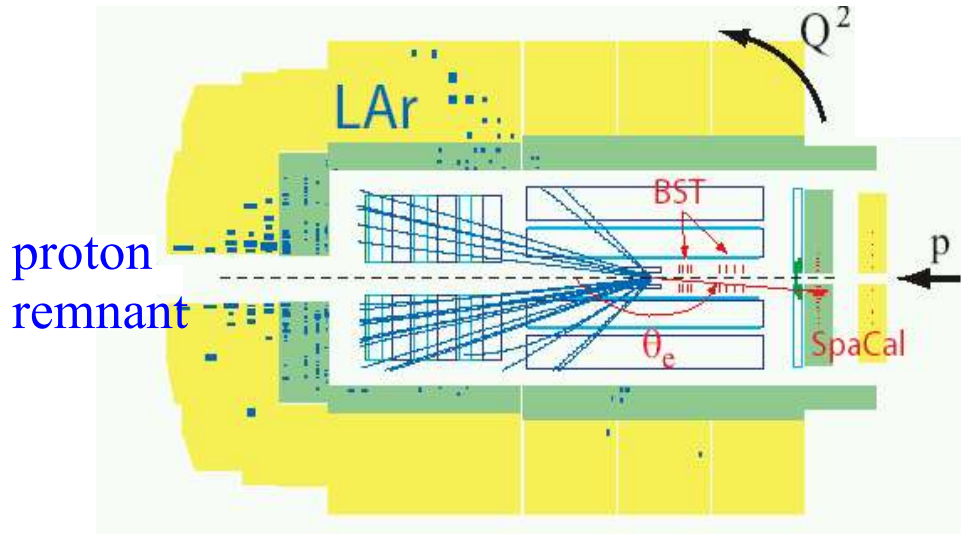 Q²
LAr
BST
p
proton
remnant
θe
SpaCal